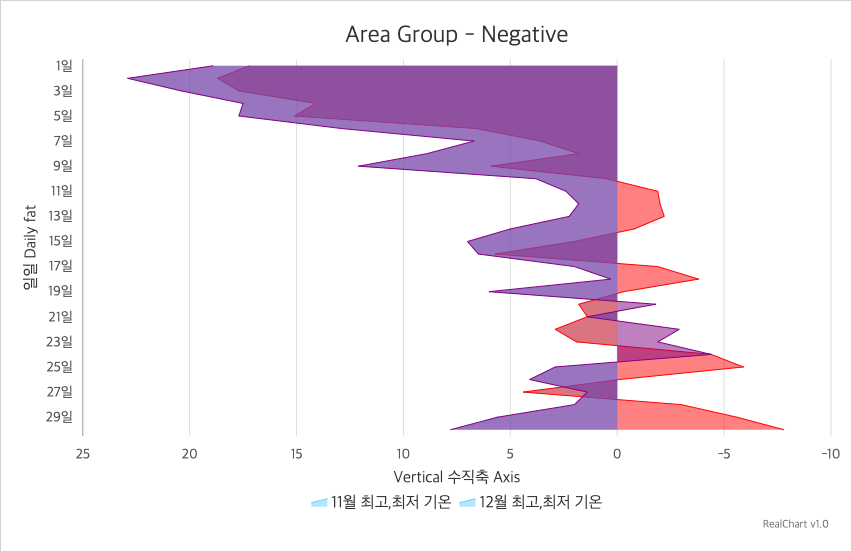 Area Group - Negative
일일 Daily fat
1일
3일
5일
7일
9일
11일
13일
15일
17일
19일
21일
23일
25일
27일
29일
25 20 15 10 5 0 -5 -10
Vertical 수직축 Axis
11월 최고,최저 기온 12월 최고,최저 기온
RealChart v1.0